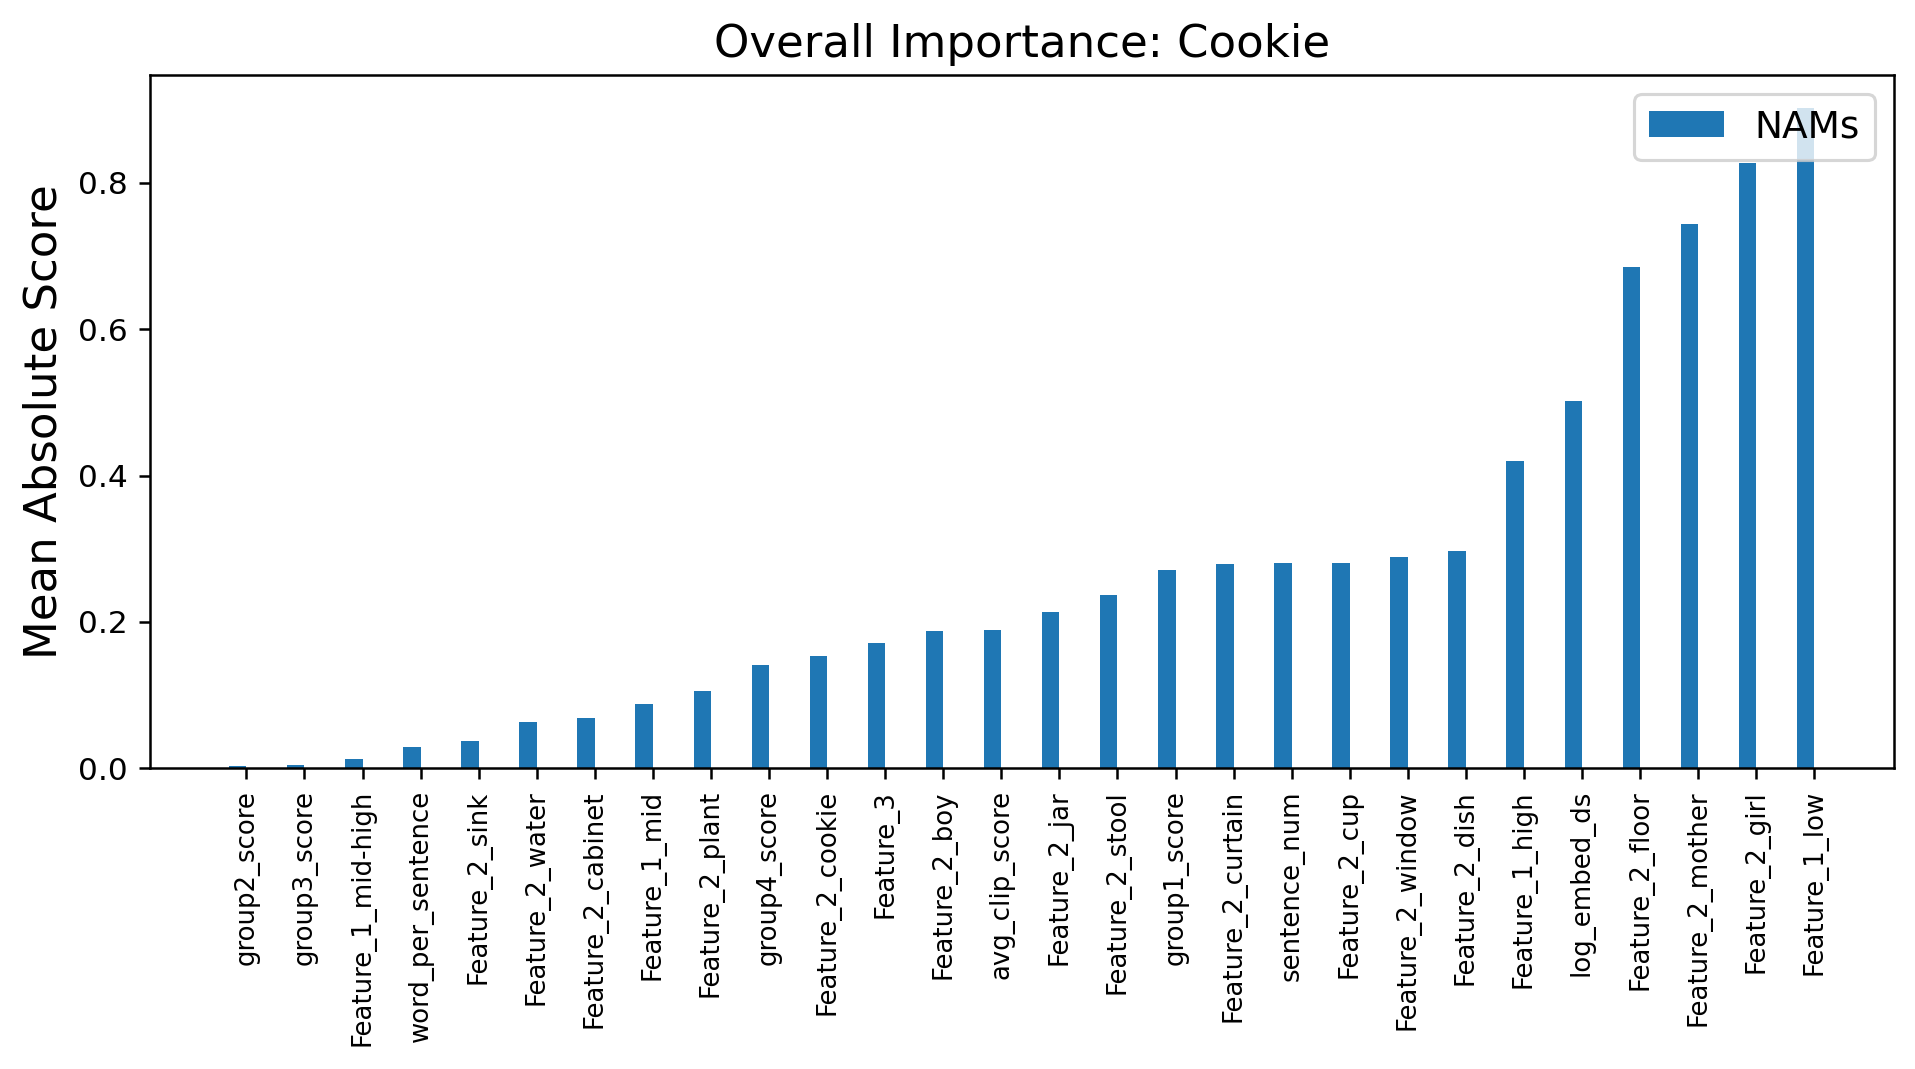 Overall Importance: Cookie
NAMs
Mean Absolute Score
0.8
0.6
0.4
0.2
0.0
group2_score
group3_score
Feature_1_mid-high
word_per_sentence
Feature_2_sink
Feature_2_water
Feature_2_cabinet
Feature_1_mid
Feature_2_plant
group4_score
Feature_2_cookie
Feature_3
Feature_2_boy
avg_clip_score
Feature_2_jar
Feature_2_stool
group1_score
Feature_2_curtain
sentence_num
Feature_2_cup
Feature_2_window
Feature_2_dish
Feature_1_high
log_embed_ds
Feature_2_floor
Feature_2_mother
Feature_2_girl
Feature_1_low